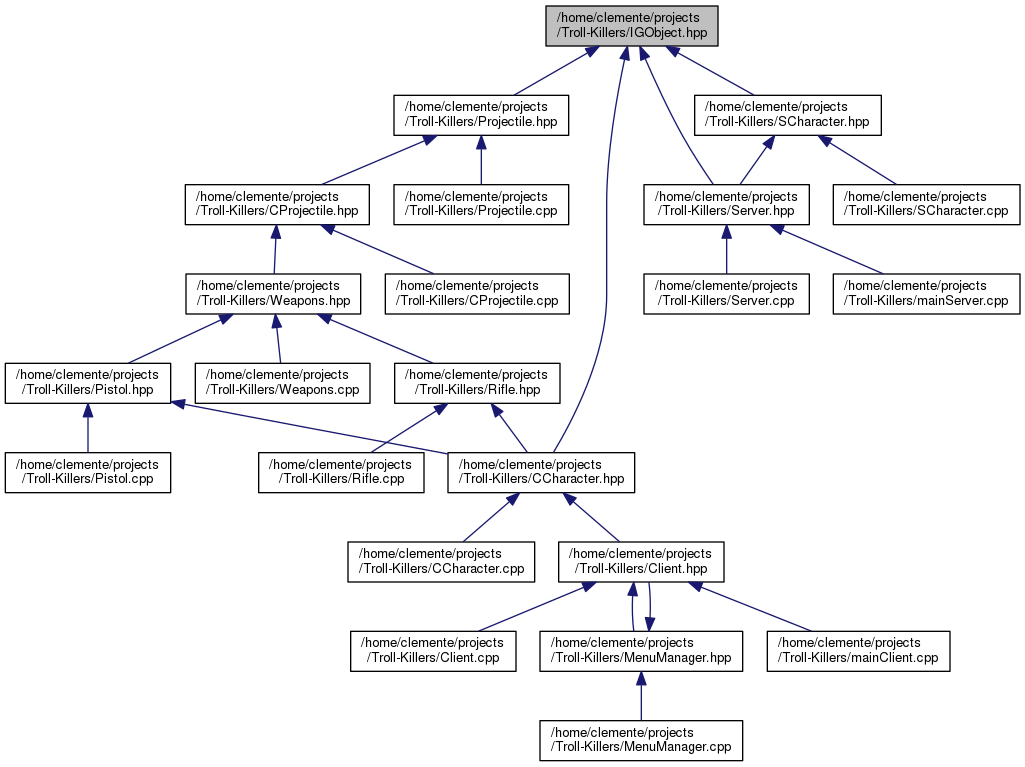 /home/clemente/projects
/Troll-Killers/IGObject.hpp
/home/clemente/projects
/Troll-Killers/Projectile.hpp
/home/clemente/projects
/Troll-Killers/SCharacter.hpp
/home/clemente/projects
/Troll-Killers/CProjectile.hpp
/home/clemente/projects
/Troll-Killers/Projectile.cpp
/home/clemente/projects
/Troll-Killers/Server.hpp
/home/clemente/projects
/Troll-Killers/SCharacter.cpp
/home/clemente/projects
/Troll-Killers/Weapons.hpp
/home/clemente/projects
/Troll-Killers/CProjectile.cpp
/home/clemente/projects
/Troll-Killers/Server.cpp
/home/clemente/projects
/Troll-Killers/mainServer.cpp
/home/clemente/projects
/Troll-Killers/Pistol.hpp
/home/clemente/projects
/Troll-Killers/Weapons.cpp
/home/clemente/projects
/Troll-Killers/Rifle.hpp
/home/clemente/projects
/Troll-Killers/Pistol.cpp
/home/clemente/projects
/Troll-Killers/Rifle.cpp
/home/clemente/projects
/Troll-Killers/CCharacter.hpp
/home/clemente/projects
/Troll-Killers/CCharacter.cpp
/home/clemente/projects
/Troll-Killers/Client.hpp
/home/clemente/projects
/Troll-Killers/Client.cpp
/home/clemente/projects
/Troll-Killers/MenuManager.hpp
/home/clemente/projects
/Troll-Killers/mainClient.cpp
/home/clemente/projects
/Troll-Killers/MenuManager.cpp